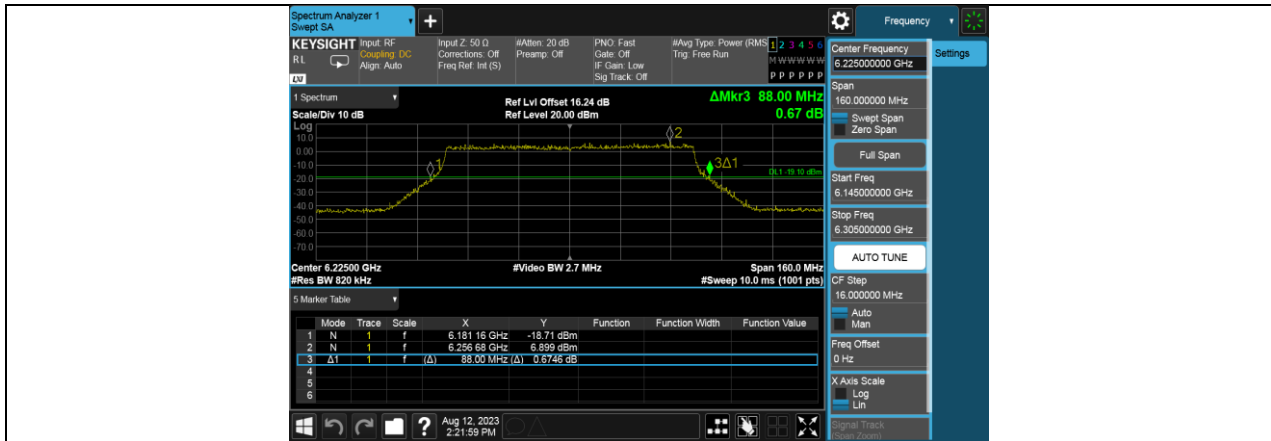 Spectrum Analyzer 1
Swept SA
+
Frequency
KEYSIGHT
RL
LXI
Input: RF
Coupling: DC
Align: Auto
Input Z: 50 Ω
Corrections: Off
Freq Ref: Int (S)
#Atten: 20 dB
Preamp: Off
PNO: Fast
Gate: Off
IF Gain: Low
Sig Track: Off
#Avg Type: Power (RMS
Trig: Free Run
1 2 3 4 5 6
M W W W W W
P P P P P P
1 Spectrum
Scale/Div 10 dB
Ref Lvl Offset 16.24 dB
Ref Level 20.00 dBm
ΔMkr3 88.00 MHz
0.67 dB
Log
10.0
0.00
-10.0
-20.0
-30.0
-40.0
-50.0
-60.0
-70.0
1
2
3Δ1
DL1 -19.10 dBm
Center 6.22500 GHz
#Res BW 820 kHz
#Video BW 2.7 MHz
Span 160.0 MHz
#Sweep 10.0 ms (1001 pts)
5 Marker Table
Mode Trace Scale X Y Function Function Width Function Value
1 N 1 f 6.181 16 GHz -18.71 dBm
2 N 1 f 6.256 68 GHz 6.899 dBm
3 Δ1 1 f (Δ) 88.00 MHz (Δ) 0.6746 dB
4
5
6
Aug 12, 2023
2:21:59 PM
?
Center Frequency
6.225000000 GHz
Settings
Span
160.000000 MHz
Swept Span
Zero Span
Full Span
Start Freq
6.145000000 GHz
Stop Freq
6.305000000 GHz
AUTO TUNE
CF Step
16.000000 MHz
Auto
Man
Freq Offset
0 Hz
X Axis Scale
Log
Lin
Signal Track
(Span Zoom)